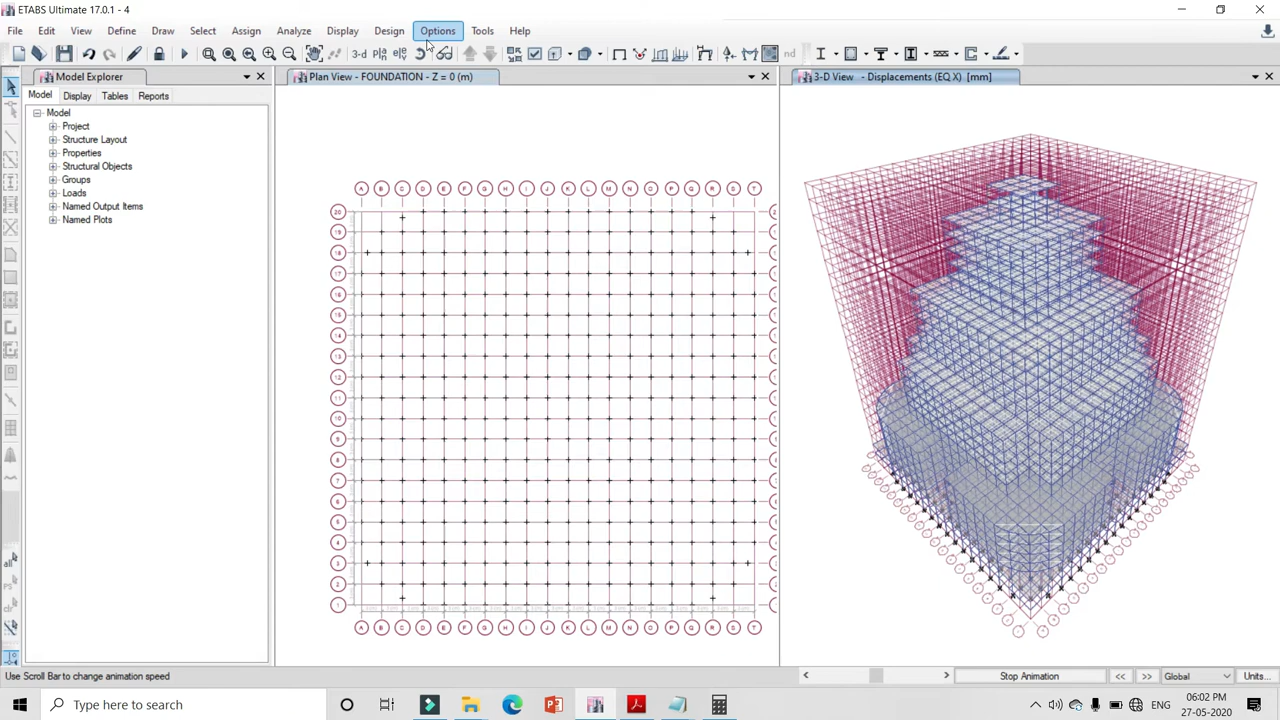 ETABS Ultimate 17.0.1 - 4
File Edit View Define Draw Select Assign Analyze Display Design Options Tools Help
3-d nd
Model Explorer
Plan View - FOUNDATION - Z = 0 (m)
3-D View - Displacements (EQ X) [mm]
Model Display Tables Reports
Model
Project
Structure Layout
Properties
Structural Objects
Groups
Loads
Named Output Items
Named Plots
A B C D E F G H I J K L M N O P Q R S T
20
19
18
17
16
15
14
13
12
11
10
9
8
7
6
5
4
3
2
1
A B C D E F G H I J K L M N O P Q R S T
all
Use Scroll Bar to change animation speed
Stop Animation << >> Global Units...
Type here to search
ENG
06:02 PM
27-05-2020